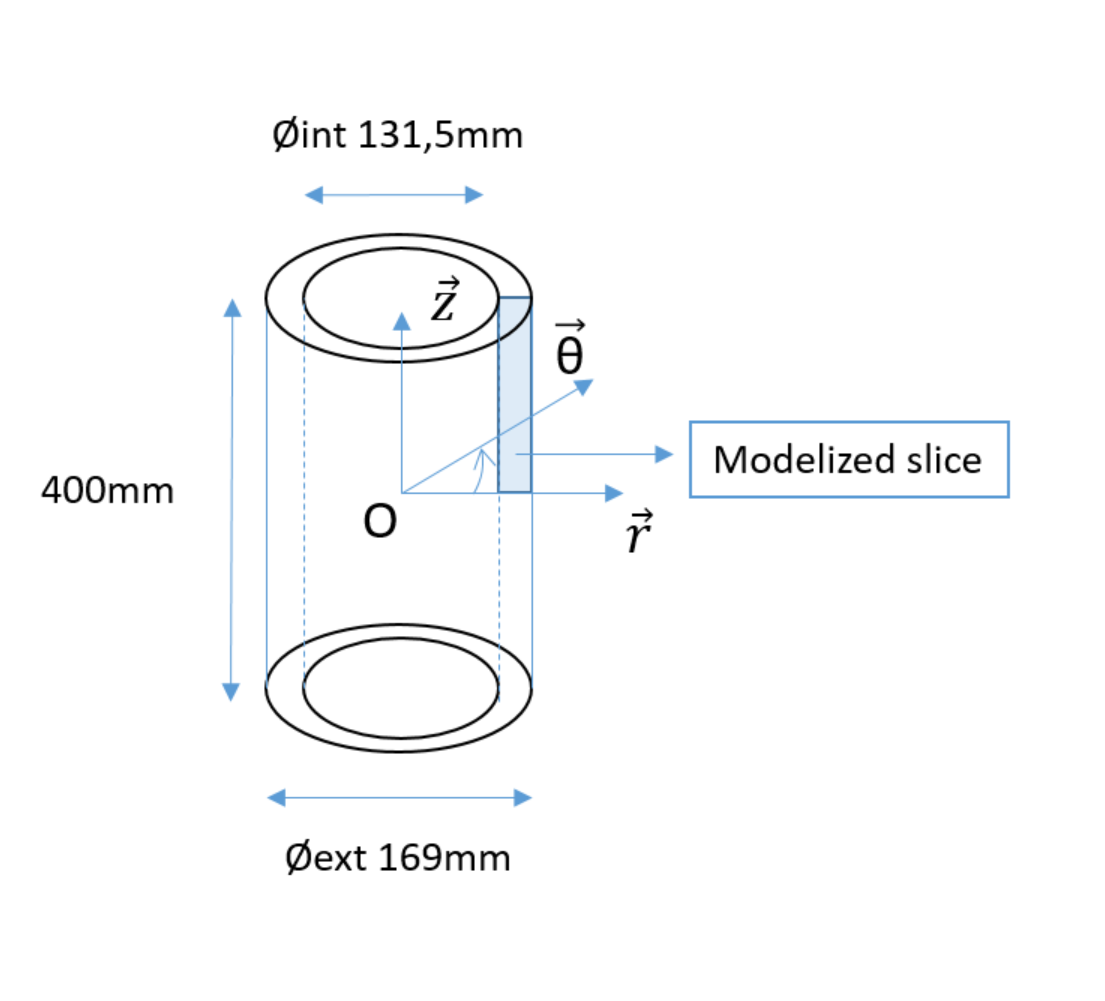 Øint 131,5mm
z⃗
θ⃗
Modelized slice
400mm
O
r⃗
Øext 169mm